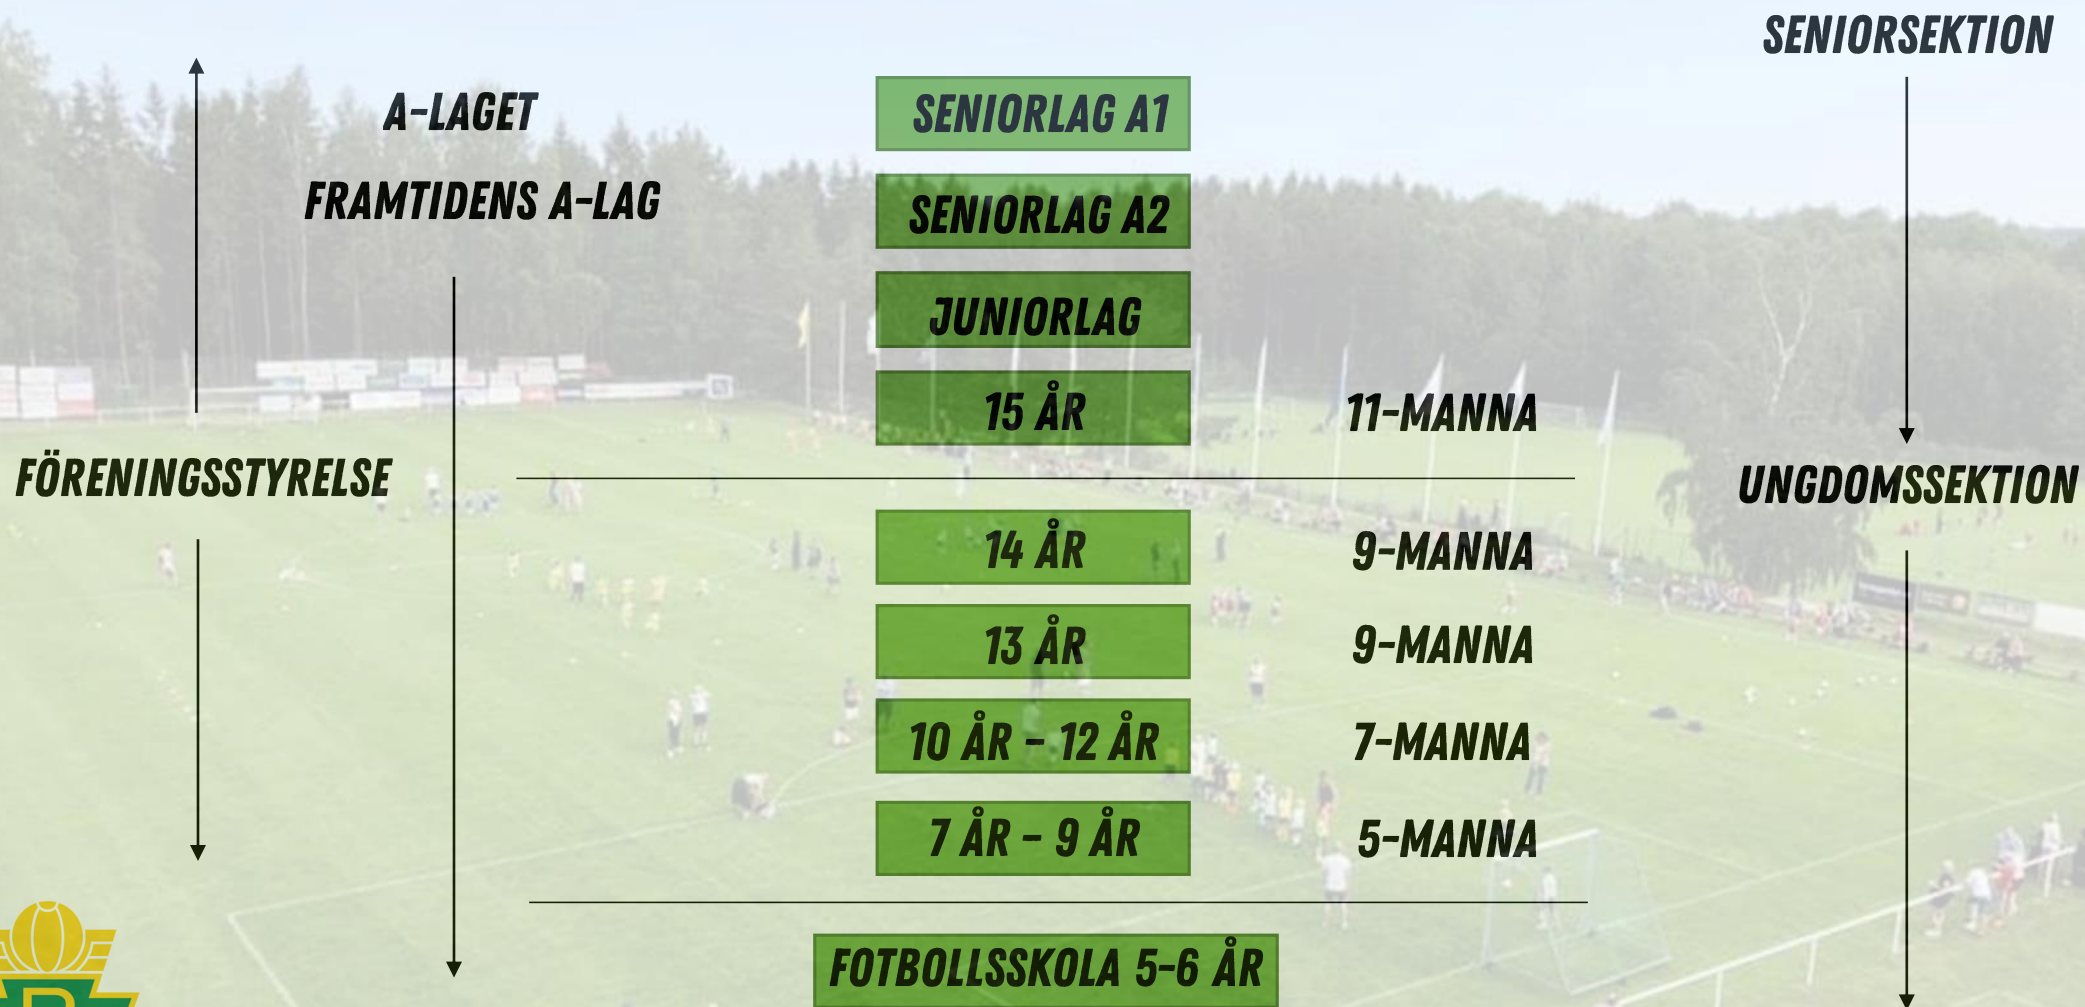 SENIORSEKTION
A-LAGET
SENIORLAG A1
FRAMTIDENS A-LAG
SENIORLAG A2
JUNIORLAG
15 ÅR
11-MANNA
FÖRENINGSSTYRELSE
UNGDOMSSEKTION
14 ÅR
9-MANNA
13 ÅR
9-MANNA
10 ÅR - 12 ÅR
7-MANNA
7 ÅR - 9 ÅR
5-MANNA
FOTBOLLSSKOLA 5-6 ÅR